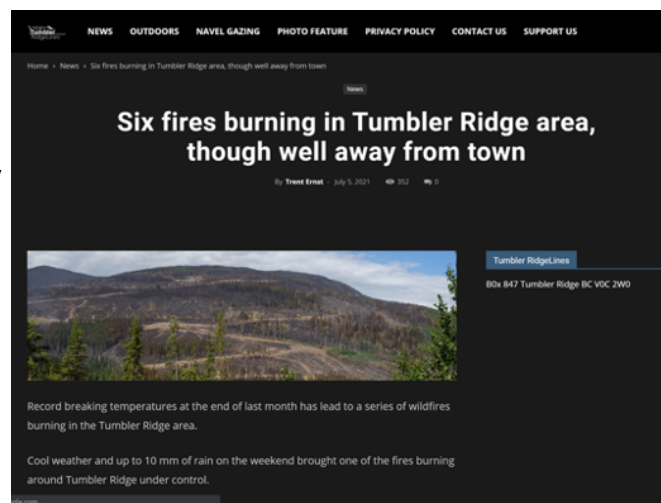 Tumbler
RidgeLines
NEWS OUTDOORS NAVEL GAZING PHOTO FEATURE PRIVACY POLICY CONTACT US SUPPORT US
Home › News › Six fires burning in Tumbler Ridge area, though well away from town
News
Six fires burning in Tumbler Ridge area,
though well away from town
By Trent Ernst - July 5, 2021 352 0
Tumbler RidgeLines
B0x 847 Tumbler Ridge BC V0C 2W0
Record breaking temperatures at the end of last month has lead to a series of wildfires
burning in the Tumbler Ridge area.
Cool weather and up to 10 mm of rain on the weekend brought one of the fires burning
around Tumbler Ridge under control.